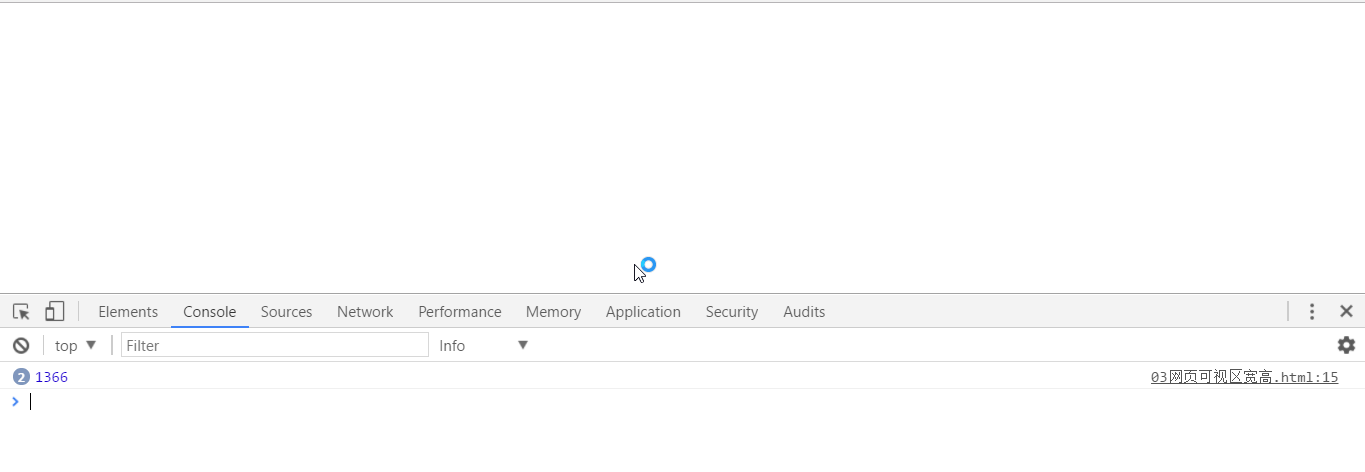 Elements Console Sources Network Performance Memory Application Security Audits
top Filter Info
2 1366 03网页可视区宽高.html:15